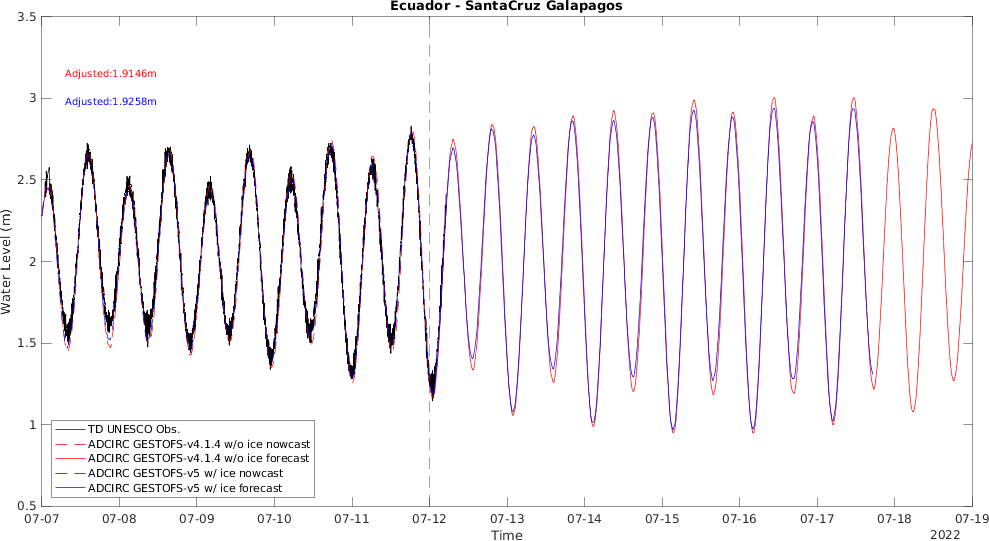 Ecuador - SantaCruz Galapagos
3.5
Adjusted:1.9146m
3
Adjusted:1.9258m
2.5
Water Level (m)
2
1.5
1
TD UNESCO Obs.
ADCIRC GESTOFS-v4.1.4 w/o ice nowcast
ADCIRC GESTOFS-v4.1.4 w/o ice forecast
ADCIRC GESTOFS-v5 w/ ice nowcast
ADCIRC GESTOFS-v5 w/ ice forecast
0.5
07-07 07-08 07-09 07-10 07-11 07-12 07-13 07-14 07-15 07-16 07-17 07-18 07-19
Time
2022